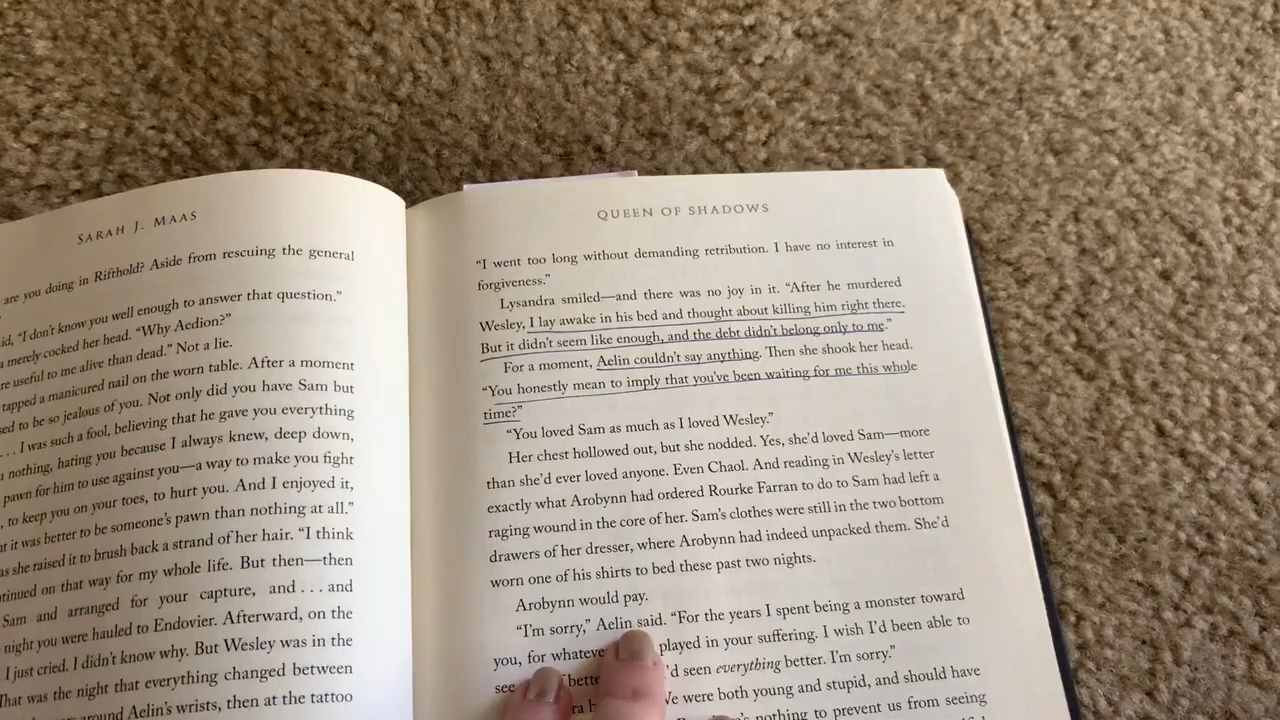 SARAH J. MAAS
are you doing in Rifthold? Aside from rescuing the general
"I don't know you well enough to answer that question."
merely cocked her head. "Why Aedion?"
useful to me alive than dead." Not a lie.
tapped a manicured nail on the worn table. After a moment
to be so jealous of you. Not only did you have Sam but
. . . I was such a fool, believing that he gave you everything
nothing, hating you because I always knew, deep down,
pawn for him to use against you—a way to make you fight
, to keep you on your toes, to hurt you. And I enjoyed it,
it was better to be someone's pawn than nothing at all."
as she raised it to brush back a strand of her hair. "I think
on that way for my whole life. But then—then
Sam and arranged for your capture, and . . . and
night you were hauled to Endovier. Afterward, on the
I just cried. I didn't know why. But Wesley was in the
That was the night that everything changed between
around Aelin's wrists, then at the tattoo
QUEEN OF SHADOWS
"I went too long without demanding retribution. I have no interest in
forgiveness."
Lysandra smiled—and there was no joy in it. "After he murdered
Wesley, I lay awake in his bed and thought about killing him right there.
But it didn't seem like enough, and the debt didn't belong only to me."
For a moment, Aelin couldn't say anything. Then she shook her head.
"You honestly mean to imply that you've been waiting for me this whole
time?"
"You loved Sam as much as I loved Wesley."
Her chest hollowed out, but she nodded. Yes, she'd loved Sam—more
than she'd ever loved anyone. Even Chaol. And reading in Wesley's letter
exactly what Arobynn had ordered Rourke Farran to do to Sam had left a
raging wound in the core of her. Sam's clothes were still in the two bottom
drawers of her dresser, where Arobynn had indeed unpacked them. She'd
worn one of his shirts to bed these past two nights.
Arobynn would pay.
"I'm sorry," Aelin said. "For the years I spent being a monster toward
you, for played in your suffering. I wish I'd been able to
see seen everything better. I'm sorry."
were both young and stupid, and should have
nothing to prevent us from seeing